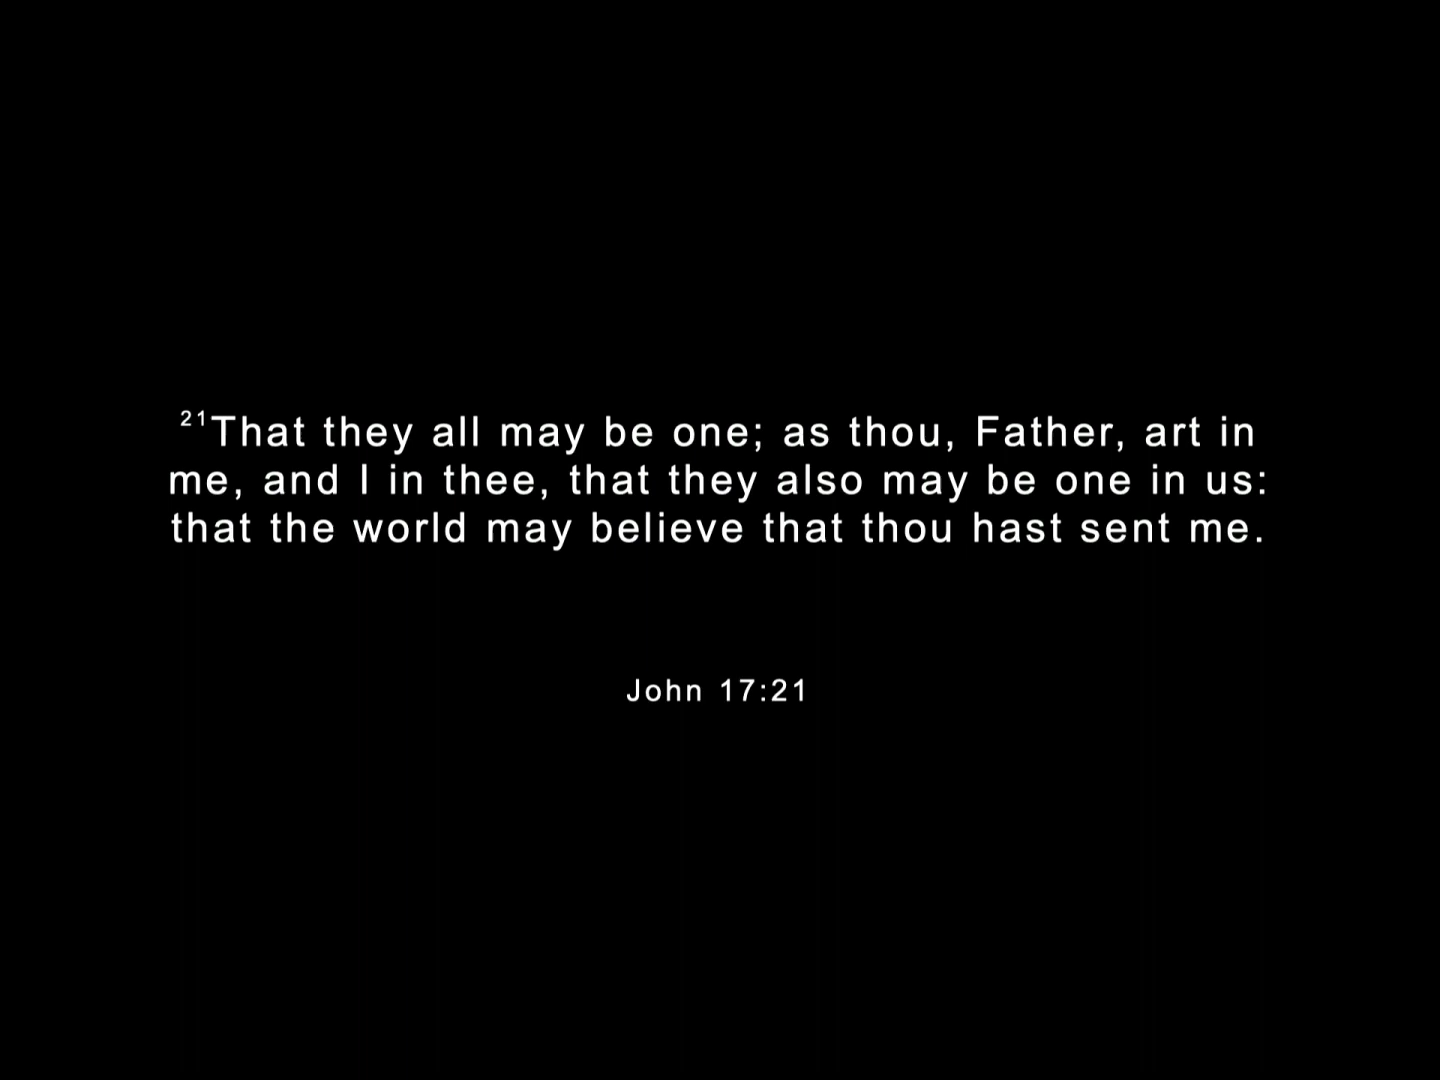 ²¹That they all may be one; as thou, Father, art in
me, and I in thee, that they also may be one in us:
that the world may believe that thou hast sent me.
John 17:21